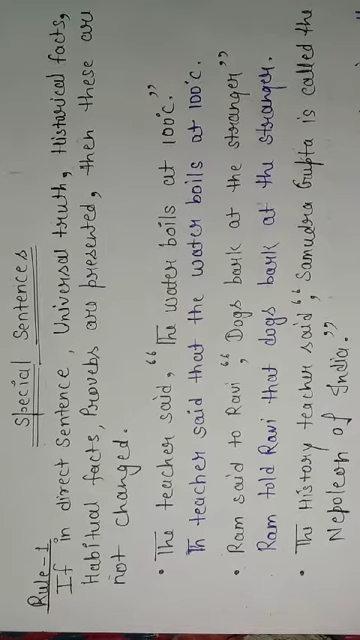 Special Sentences
Rule-1
If in direct Sentence, Universal truth, Historical facts,
Habitual facts, Proverbs are presented, then these are
not changed.
• The teacher said, “The water boils at 100°C.”
Th teacher said that the water boils at 100°C.
• Ram said to Ravi “, Dogs bark at the stranger”
Ram told Ravi that dogs bark at the stranger.
• The History teacher said “, Samudra Gupta is called the
Nepoleon of India.”